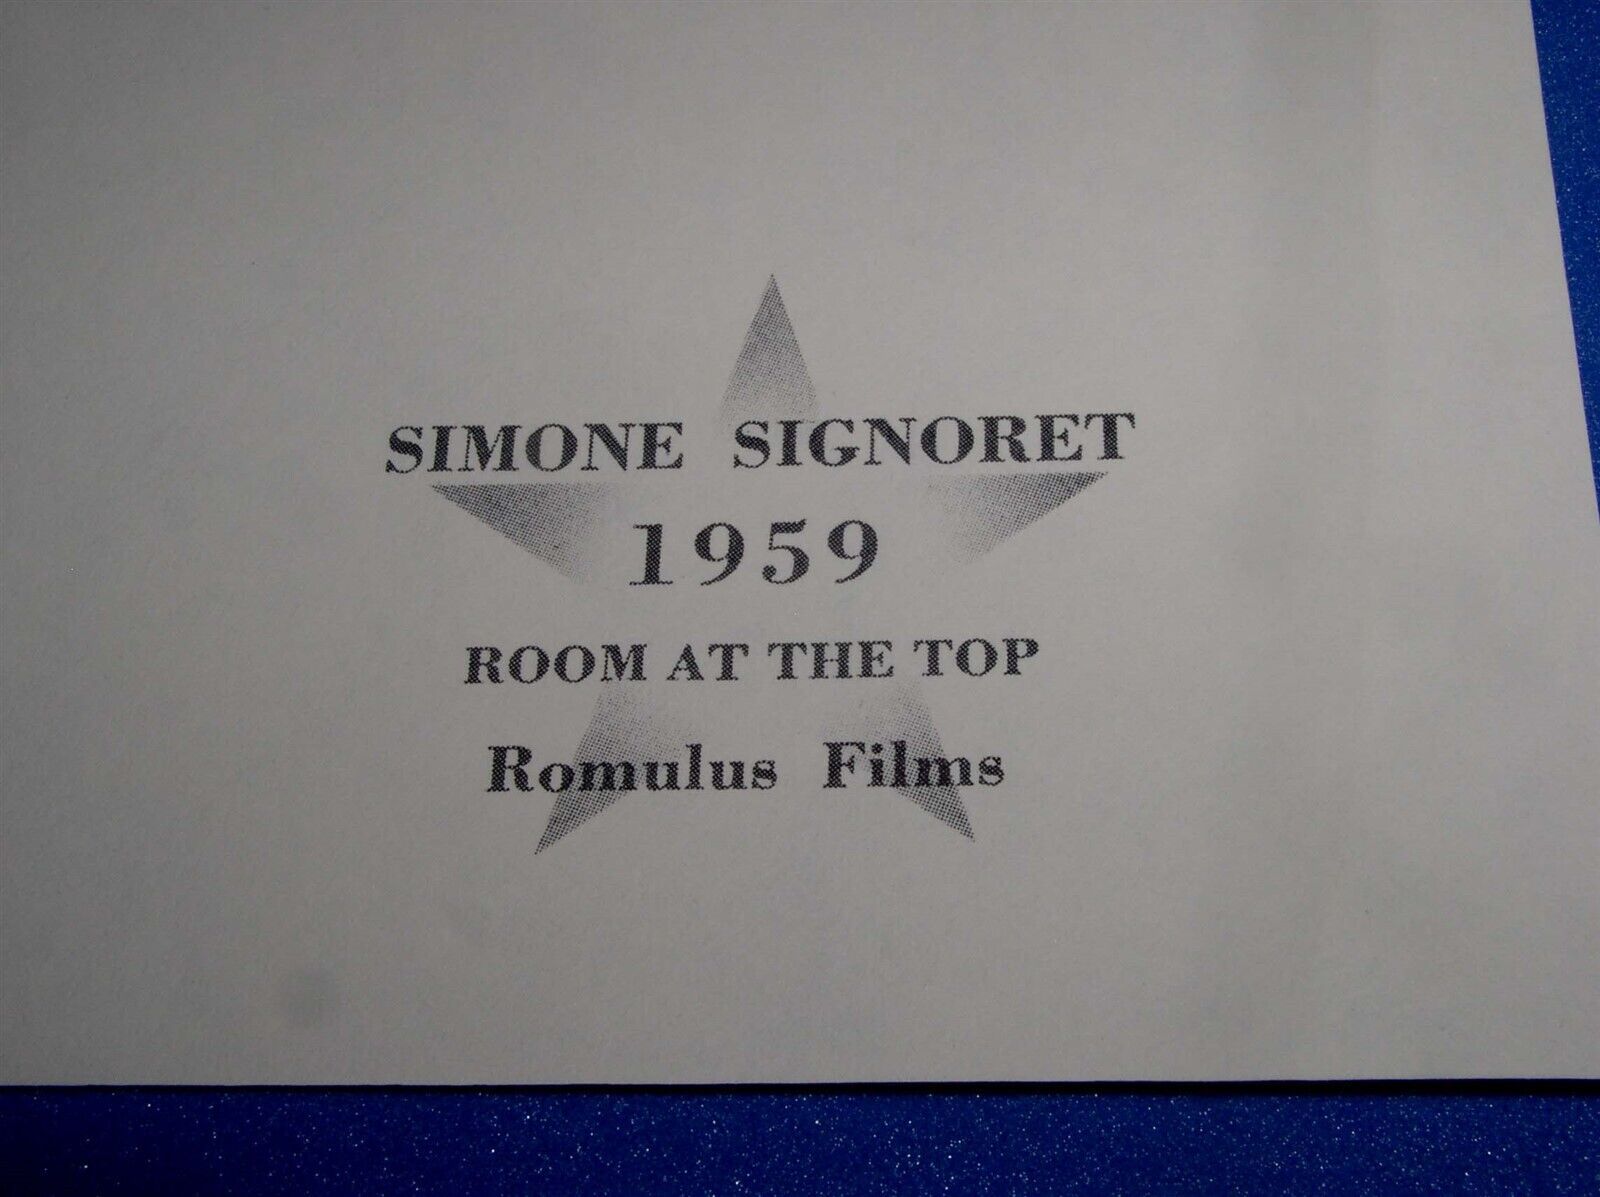 SIMONE SIGNORET
1959
ROOM AT THE TOP
Romulus Films